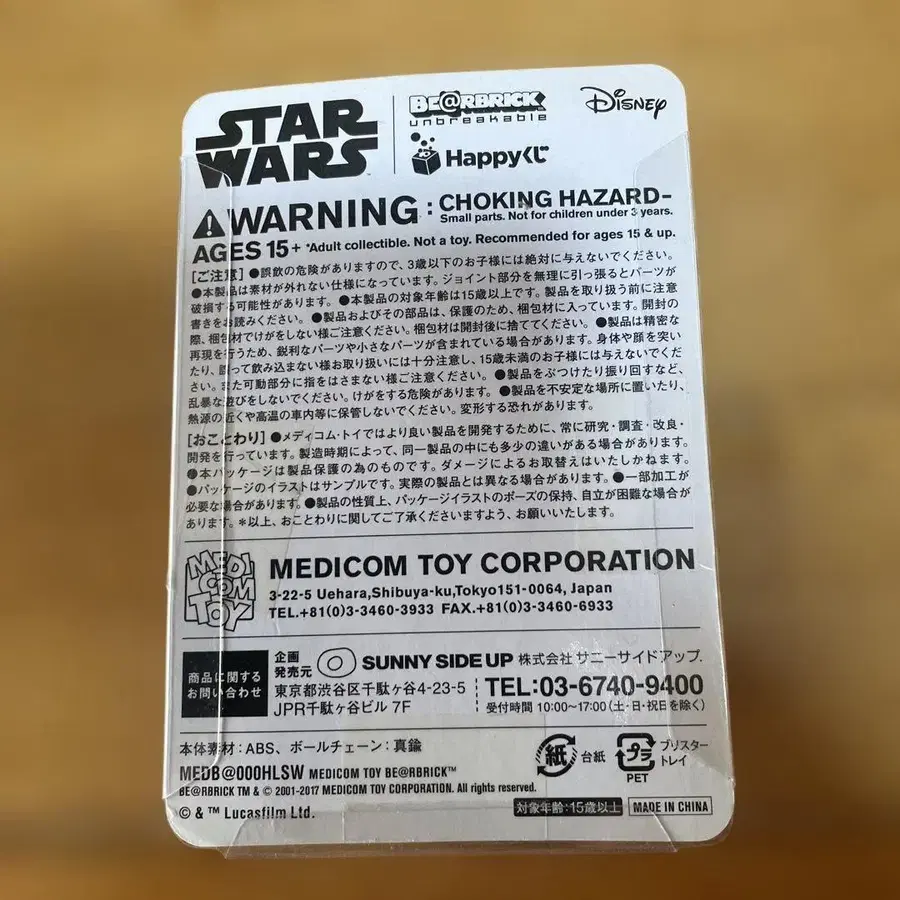 STAR WARS
BE@RBRICK
unbreakable
Happyくじ
Disney
WARNING : CHOKING HAZARD-
Small parts. Not for children under 3 years.
AGES 15+ *Adult collectible. Not a toy. Recommended for ages 15 & up.
[ご注意] ●誤飲の危険がありますので、3歳以下のお子様には絶対に与えないでください。
●本製品は素材が外れない仕様になっています。ジョイント部分を無理に引っ張るとパーツが
破損する可能性があります。●本製品の対象年齢は15歳以上です。製品を取り扱う前に注意
書きをお読みください。●製品およびその部品は、保護のため、梱包材に入っています。開封の
際、梱包材でけがをしない様ご注意ください。梱包材は開封後に捨ててください。●製品は精密な
再現を行うため、鋭利なパーツや小さなパーツが含まれている場合があります。身体や顔を突い
たり、誤って飲み込まない様お取り扱いには十分注意し、15歳未満のお子様には与えないでくだ
さい。また可動部分に指をはさまない様ご注意ください。●製品をぶつけたり振り回すなど、
乱暴な遊びをしないでください。けがをする危険があります。●製品を不安定な場所に置いたり、
熱源の近くや高温の車内等に保管しないでください。変形する恐れがあります。
[おことわり] ●メディコム・トイではより良い製品を開発するために、常に研究・調査・改良・
開発を行っています。製造時期によって、同一製品の中にも多少の違いがある場合があります。
●本パッケージは製品保護の為のものです。ダメージによるお取替えはいたしかねます。
●パッケージのイラストはサンプルです。実際の製品とは異なる場合があります。●一部加工が
必要な場合があります。●製品の性質上、パッケージイラストのポーズの保持、自立が困難な場合が
あります。＊以上、おことわりに関してご了承くださいますよう、お願いいたします。
MEDI COM TOY
MEDICOM TOY CORPORATION
3-22-5 Uehara,Shibuya-ku,Tokyo151-0064, Japan
TEL.+81(0)3-3460-3933 FAX.+81(0)3-3460-6933
商品に関する
お問い合わせ
企画
発売元
SUNNY SIDE UP 株式会社 サニーサイドアップ.
東京都渋谷区千駄ヶ谷4-23-5
JPR千駄ヶ谷ビル 7F
TEL:03-6740-9400
受付時間 10:00〜17:00(土・日・祝日を除く)
本体素材：ABS、ボールチェーン：真鍮
紙 台紙
プラ
PET
ブリスター
トレイ
MEDB@000HLSW MEDICOM TOY BE@RBRICK™
BE@RBRICK TM & © 2001-2017 MEDICOM TOY CORPORATION. All rights reserved.
© & ™ Lucasfilm Ltd.
対象年齢：15歳以上
MADE IN CHINA